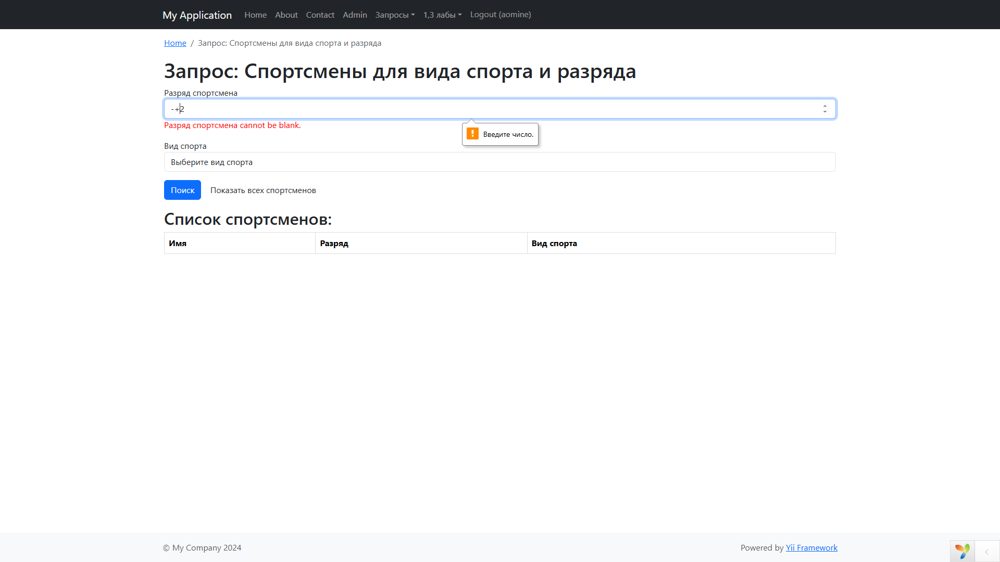 My Application Home About Contact Admin Запросы 1,3 лабы Logout (aomine)
Home / Запрос: Спортсмены для вида спорта и разряда
Запрос: Спортсмены для вида спорта и разряда
Разряд спортсмена
-+2
Разряд спортсмена cannot be blank.
Введите число.
Вид спорта
Выберите вид спорта
Поиск Показать всех спортсменов
Список спортсменов:
Имя Разряд Вид спорта
© My Company 2024 Powered by Yii Framework